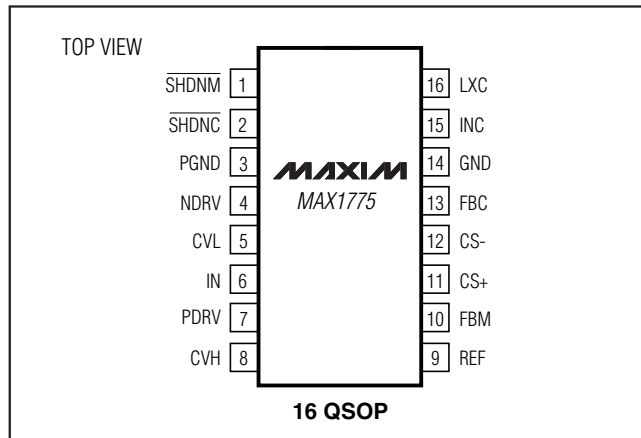 TOP VIEW
SHDNM 1
SHDNC 2
PGND 3
NDRV 4
CVL 5
IN 6
PDRV 7
CVH 8
MAXIM
MAX1775
16 LXC
15 INC
14 GND
13 FBC
12 CS-
11 CS+
10 FBM
9 REF
16 QSOP